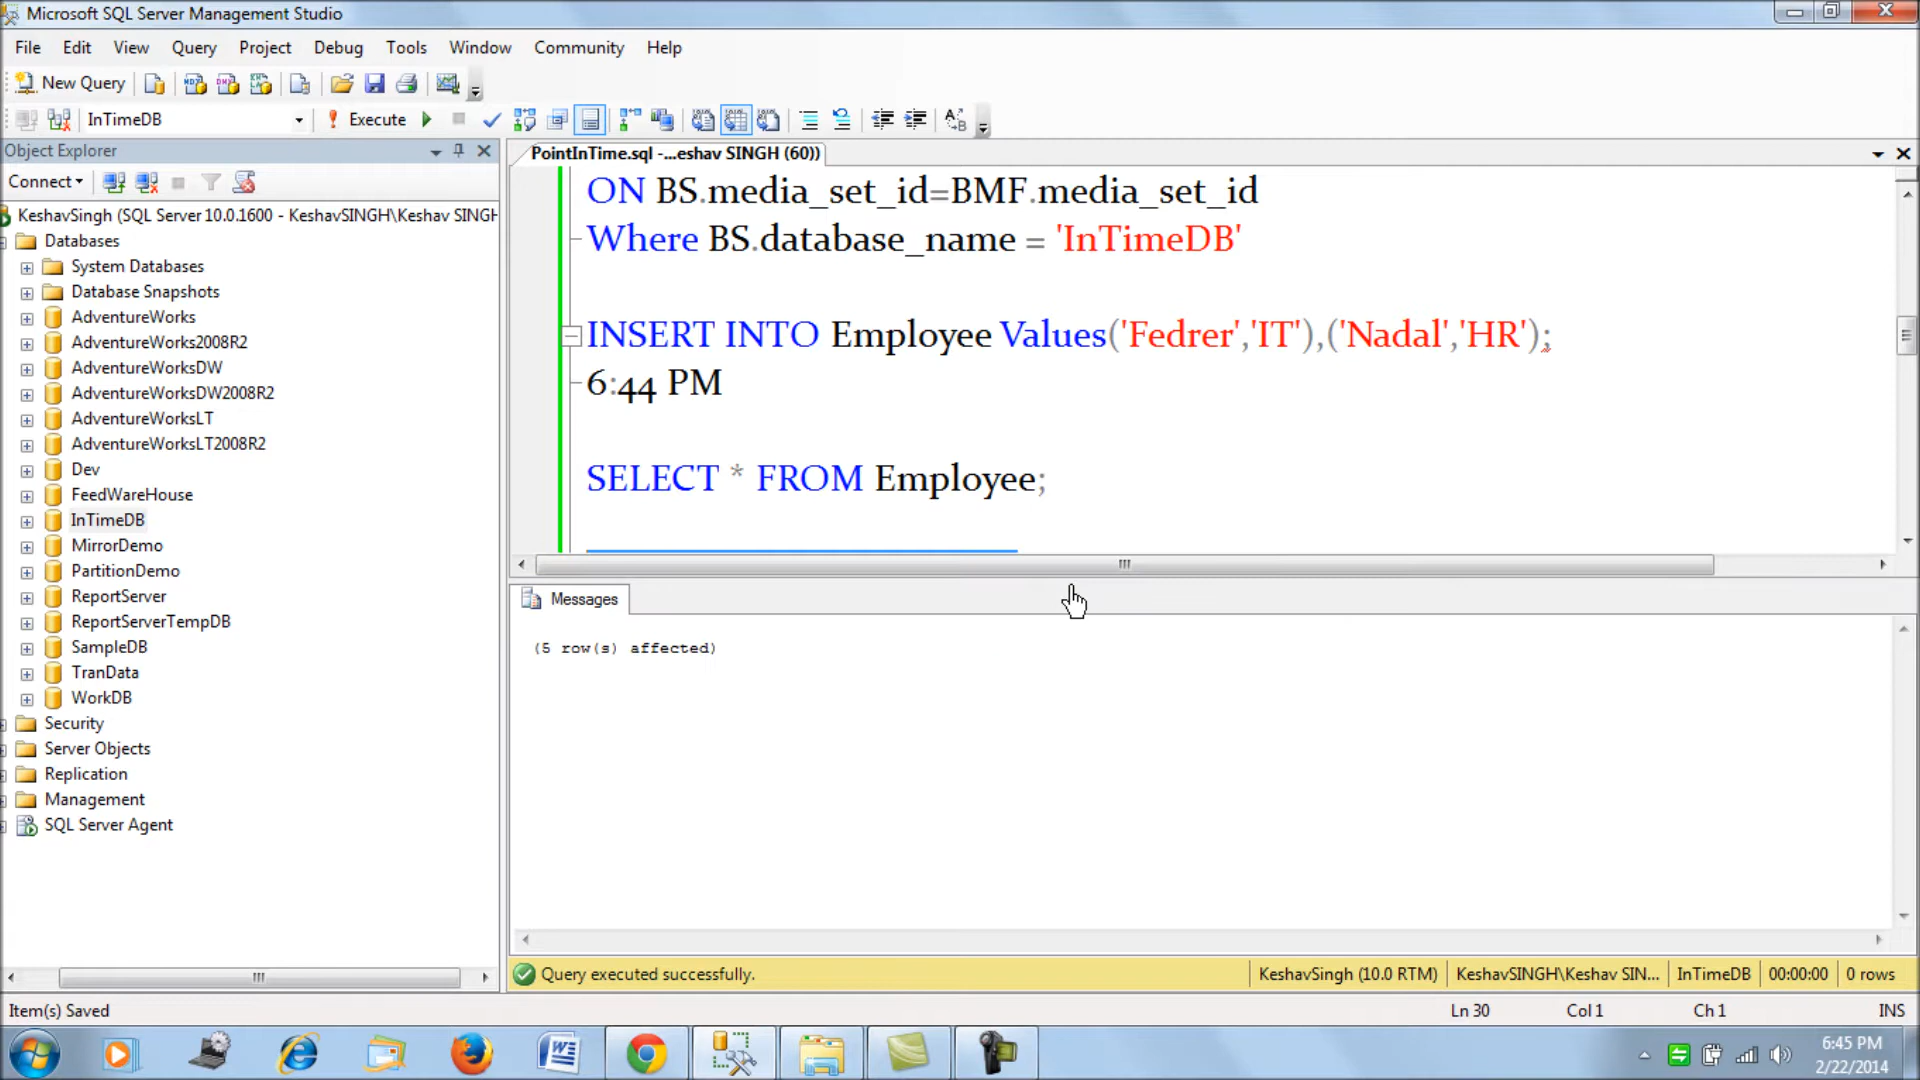 Microsoft SQL Server Management Studio
File Edit View Query Project Debug Tools Window Community Help
New Query
InTimeDB Execute
Object Explorer
PointInTime.sql -...eshav SINGH (60))
Connect
KeshavSingh (SQL Server 10.0.1600 - KeshavSINGH\Keshav SINGH
Databases
System Databases
Database Snapshots
AdventureWorks
AdventureWorks2008R2
AdventureWorksDW
AdventureWorksDW2008R2
AdventureWorksLT
AdventureWorksLT2008R2
Dev
FeedWareHouse
InTimeDB
MirrorDemo
PartitionDemo
ReportServer
ReportServerTempDB
SampleDB
TranData
WorkDB
Security
Server Objects
Replication
Management
SQL Server Agent
ON BS.media_set_id=BMF.media_set_id
Where BS.database_name = 'InTimeDB'
INSERT INTO Employee Values('Fedrer','IT'),('Nadal','HR');
6:44 PM
SELECT * FROM Employee;
Messages
(5 row(s) affected)
Query executed successfully. KeshavSingh (10.0 RTM) KeshavSINGH\Keshav SIN... InTimeDB 00:00:00 0 rows
Item(s) Saved Ln 30 Col 1 Ch 1 INS
6:45 PM
2/22/2014